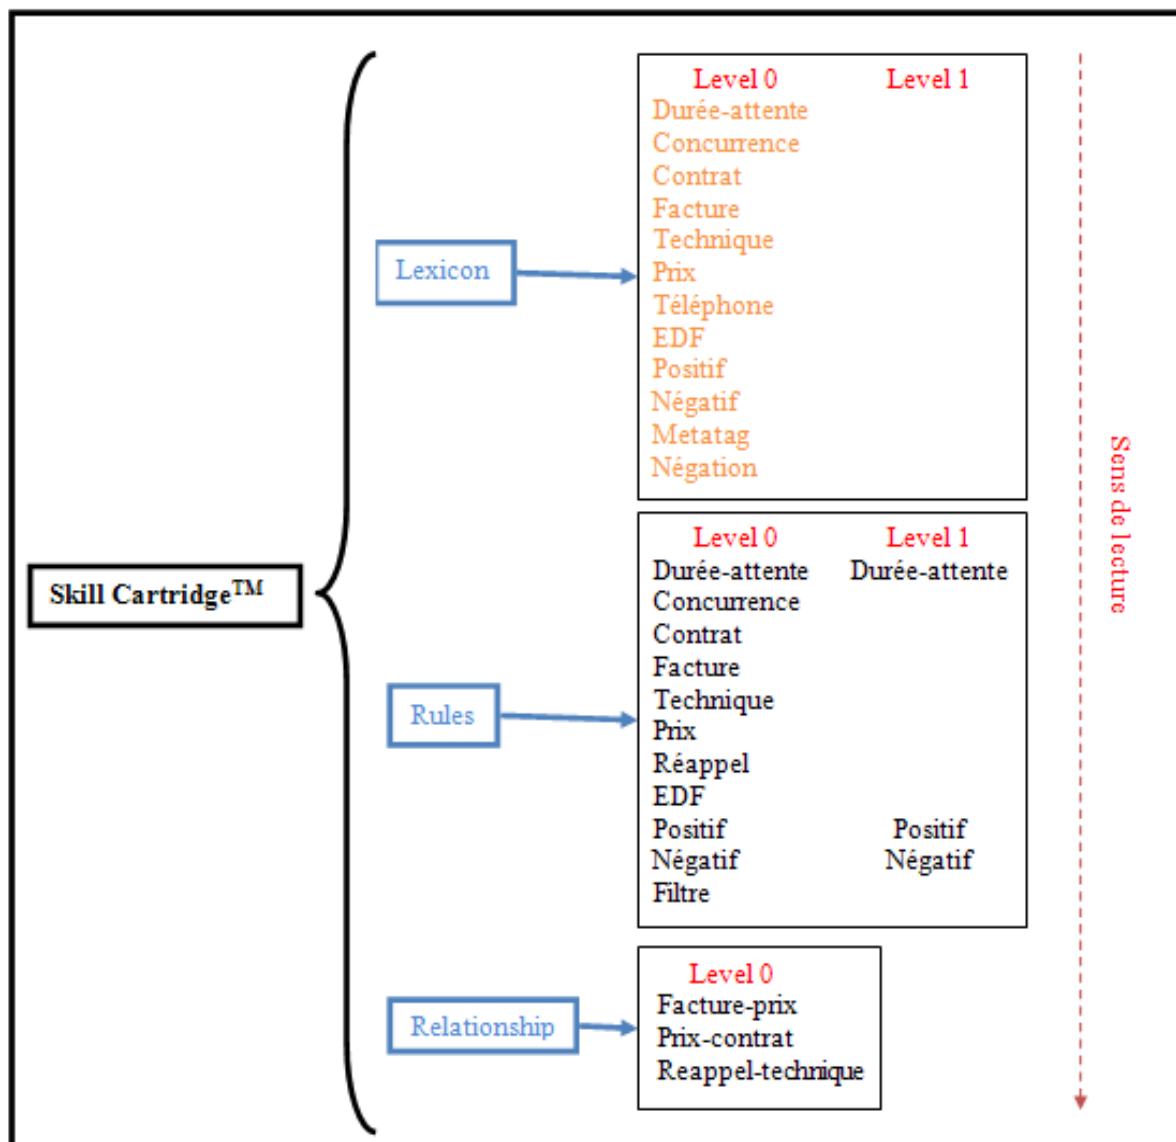 Skill Cartridge™
Lexicon
Level 0 Level 1
Durée-attente
Concurrence
Contrat
Facture
Technique
Prix
Téléphone
EDF
Positif
Négatif
Metatag
Négation
Rules
Level 0 Level 1
Durée-attente Durée-attente
Concurrence
Contrat
Facture
Technique
Prix
Réappel
EDF
Positif Positif
Négatif Négatif
Filtre
Relationship
Level 0
Facture-prix
Prix-contrat
Reappel-technique
Sens de lecture